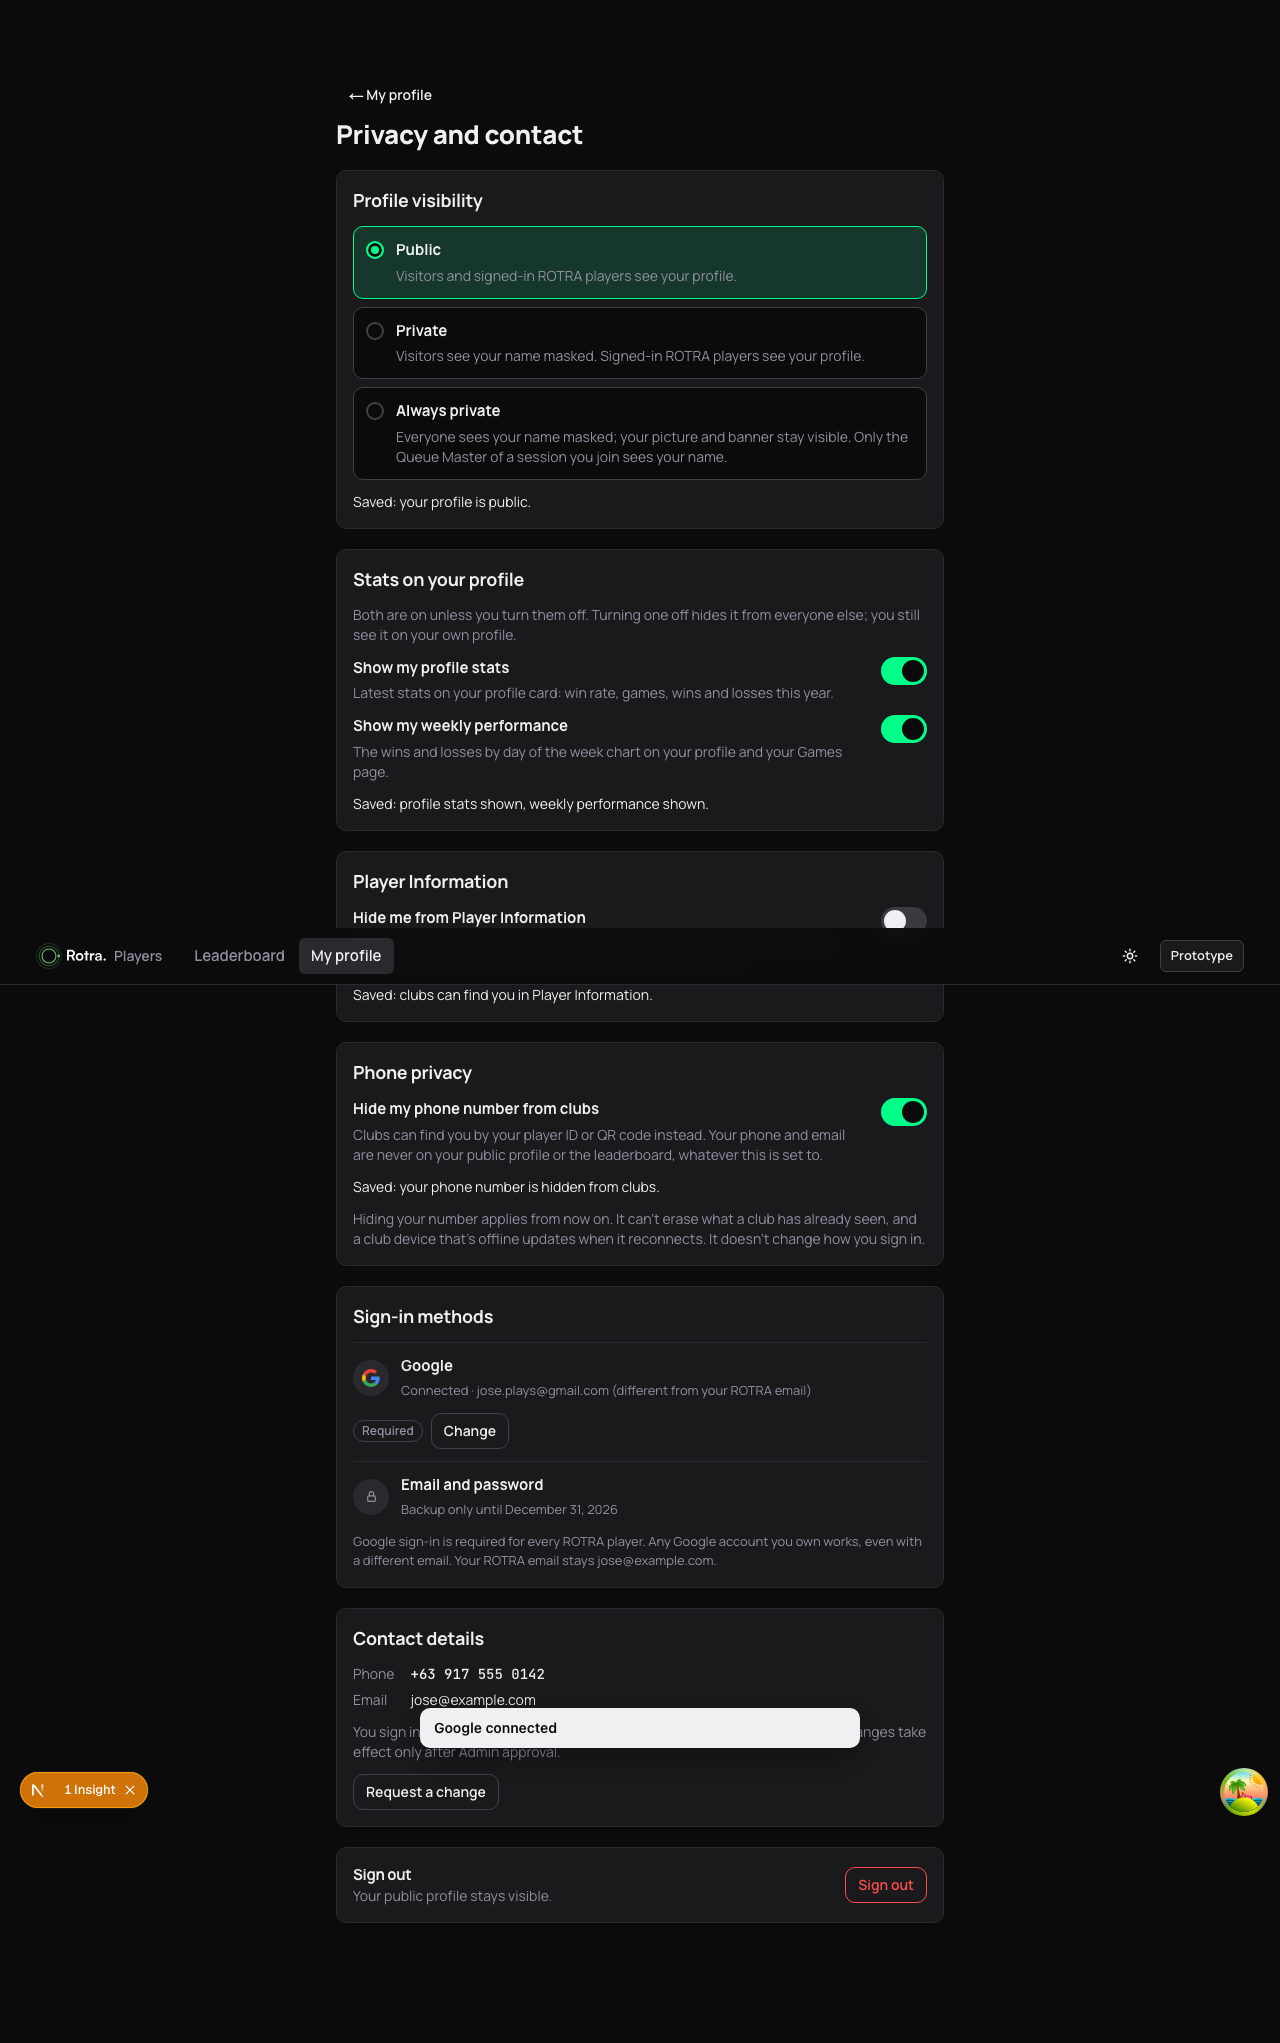 ← My profile
Privacy and contact
Profile visibility
Public
Visitors and signed-in ROTRA players see your profile.
Private
Visitors see your name masked. Signed-in ROTRA players see your profile.
Always private
Everyone sees your name masked; your picture and banner stay visible. Only the
Queue Master of a session you join sees your name.
Saved: your profile is public.
Stats on your profile
Both are on unless you turn them off. Turning one off hides it from everyone else; you still
see it on your own profile.
Show my profile stats
Latest stats on your profile card: win rate, games, wins and losses this year.
Show my weekly performance
The wins and losses by day of the week chart on your profile and your Games
page.
Saved: profile stats shown, weekly performance shown.
Player Information
Hide me from Player Information
Rotra. Players Leaderboard My profile Prototype
Saved: clubs can find you in Player Information.
Phone privacy
Hide my phone number from clubs
Clubs can find you by your player ID or QR code instead. Your phone and email
are never on your public profile or the leaderboard, whatever this is set to.
Saved: your phone number is hidden from clubs.
Hiding your number applies from now on. It can't erase what a club has already seen, and
a club device that's offline updates when it reconnects. It doesn't change how you sign in.
Sign-in methods
Google
Connected · jose.plays@gmail.com (different from your ROTRA email)
Required Change
Email and password
Backup only until December 31, 2026
Google sign-in is required for every ROTRA player. Any Google account you own works, even with
a different email. Your ROTRA email stays jose@example.com.
Contact details
Phone +63 917 555 0142
Email jose@example.com
Google connected
You sign in anges take
effect only after Admin approval.
Request a change
1 Insight
Sign out
Your public profile stays visible.
Sign out